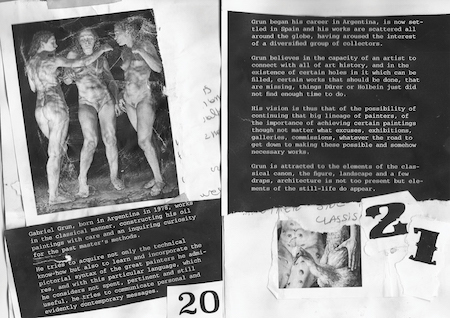 Gabriel Grun, born in Argentina in 1978, works
in the classical manner, constructing his oil
paintings with care and an inquiring curiosity
for the past master's methods.
He tries to acquire not only the technical
know-how but also to learn and incorporate the
pictorial syntax of the great painters he admi-
res, and with this particular language, which
he considers not spent, pertinent and still
useful, he tries to communicate personal and
evidently contemporary messages.
20
Grun began his career in Argentina, is now set-
tled in Spain and his works are scattered all
around the globe, having aroused the interest
of a diversified group of collectors.
Grun believes in the capacity of an artist to
connect with all of art history, and in the
existence of certain holes in it which can be
filled, certain works that should be done, that
are missing, things Dürer or Holbein just did
not find enough time to do.
His vision is thus that of the possibility of
continuing that big lineage of painters, of
the importance of achieving certain paintings
though not matter what excuses, exhibitions,
galleries, commissions, whatever the road to
get down to making these possible and somehow
necessary works.
Grun is attracted to the elements of the clas-
sical canon, the figure, landscape and a few
draps, architecture is not too present but ele-
ments of the still-life do appear.
CLASSIS
21